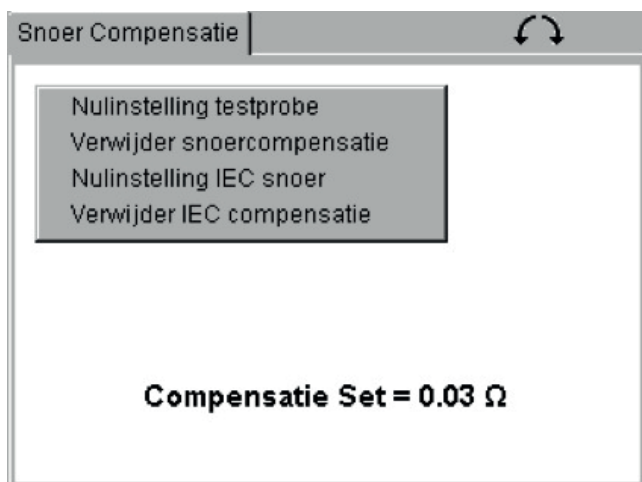 Snoer Compensatie
Nulinstelling testprobe
Verwijder snoercompensatie
Nulinstelling IEC snoer
Verwijder IEC compensatie
Compensatie Set = 0.03 Ω